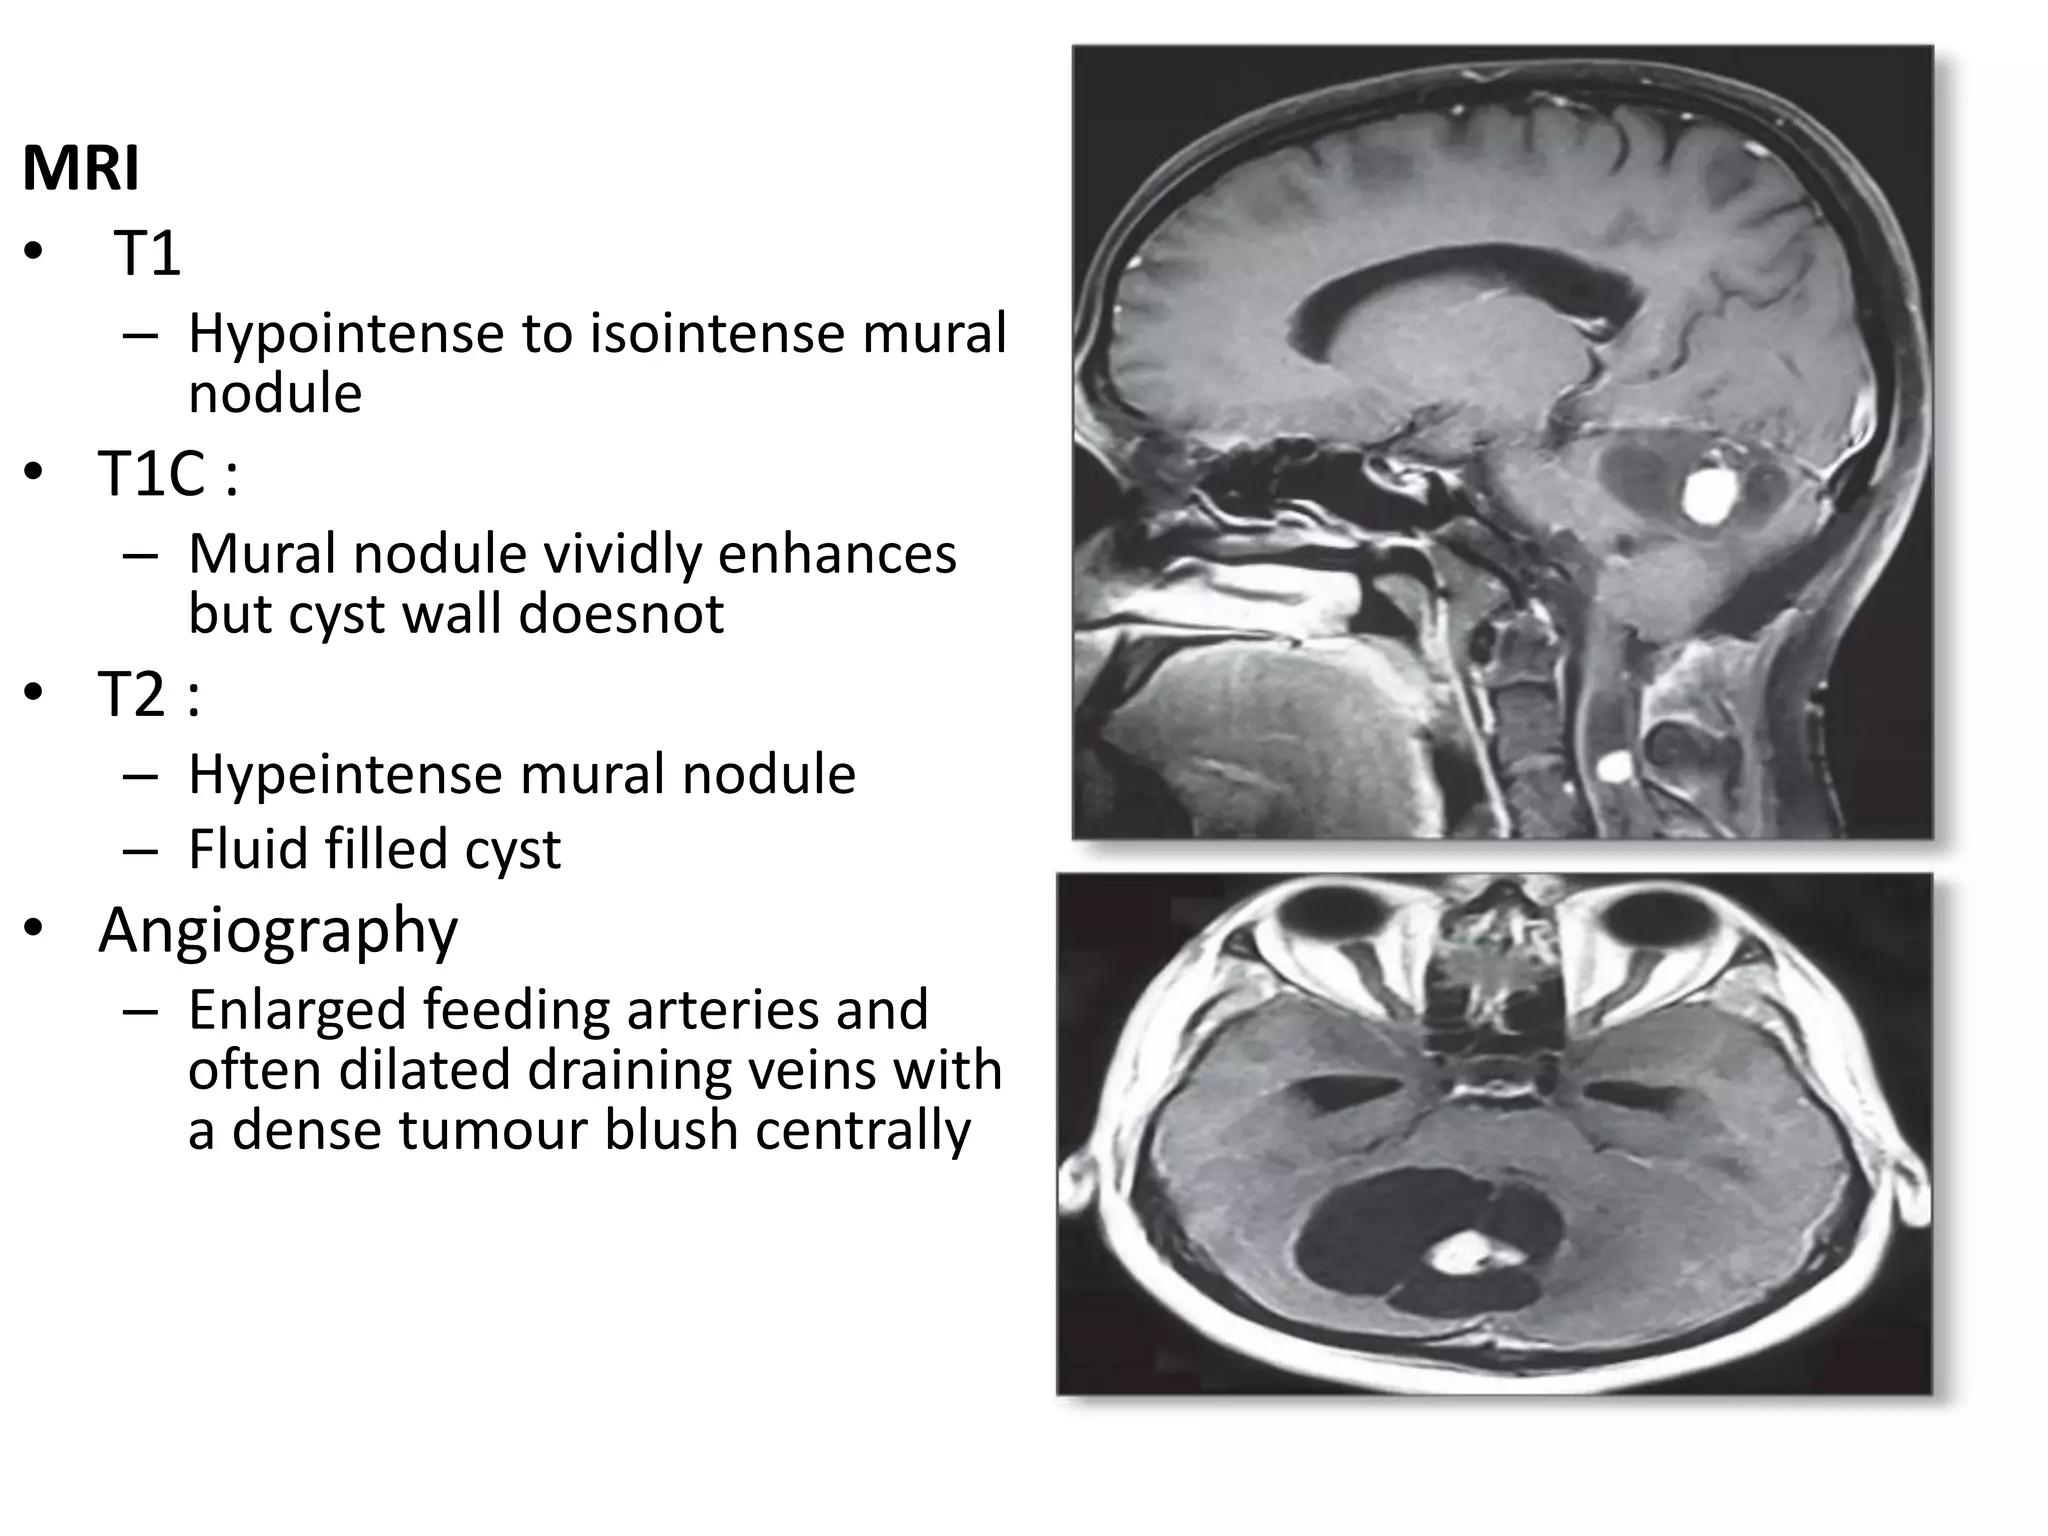 MRI
• T1
– Hypointense to isointense mural
nodule
• T1C :
– Mural nodule vividly enhances
but cyst wall doesnot
• T2 :
– Hypeintense mural nodule
– Fluid filled cyst
• Angiography
– Enlarged feeding arteries and
often dilated draining veins with
a dense tumour blush centrally